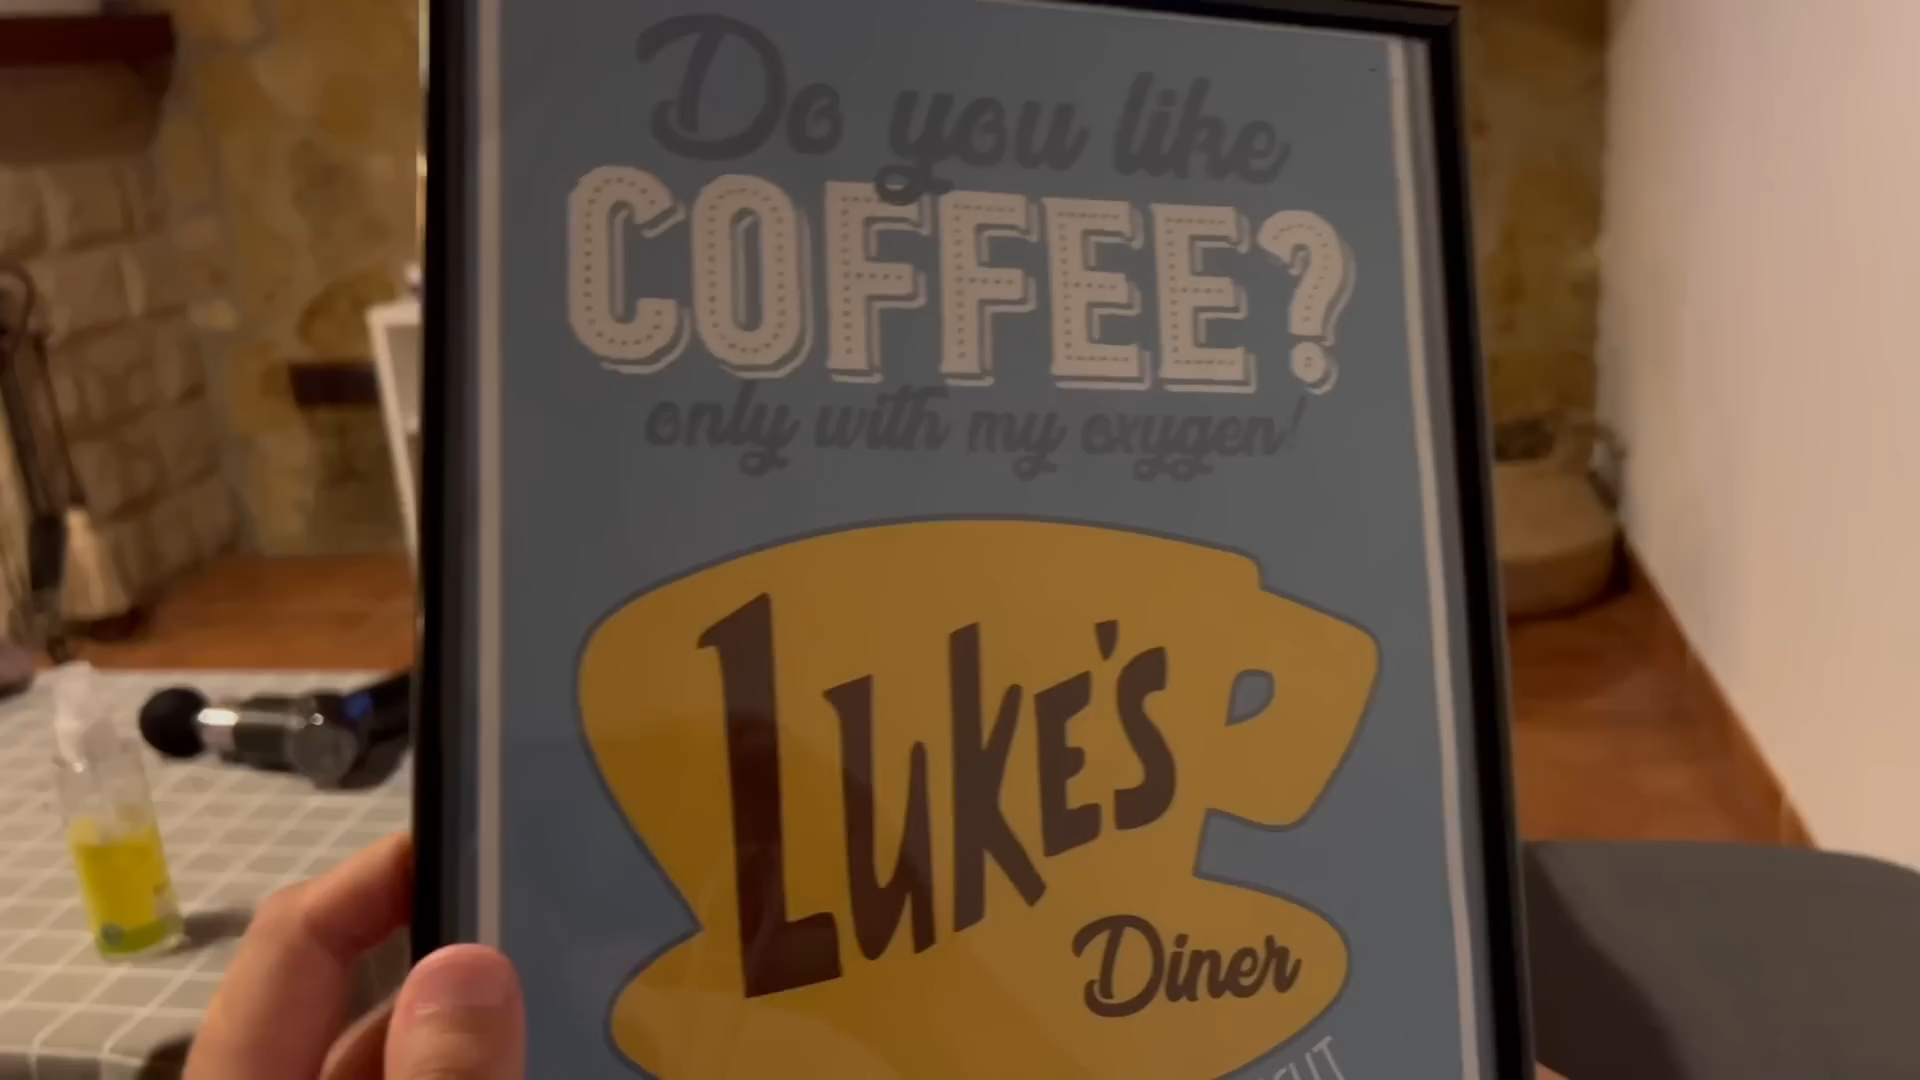 Do you like
COFFEE?
only with my oxygen!
LUKE'S
Diner